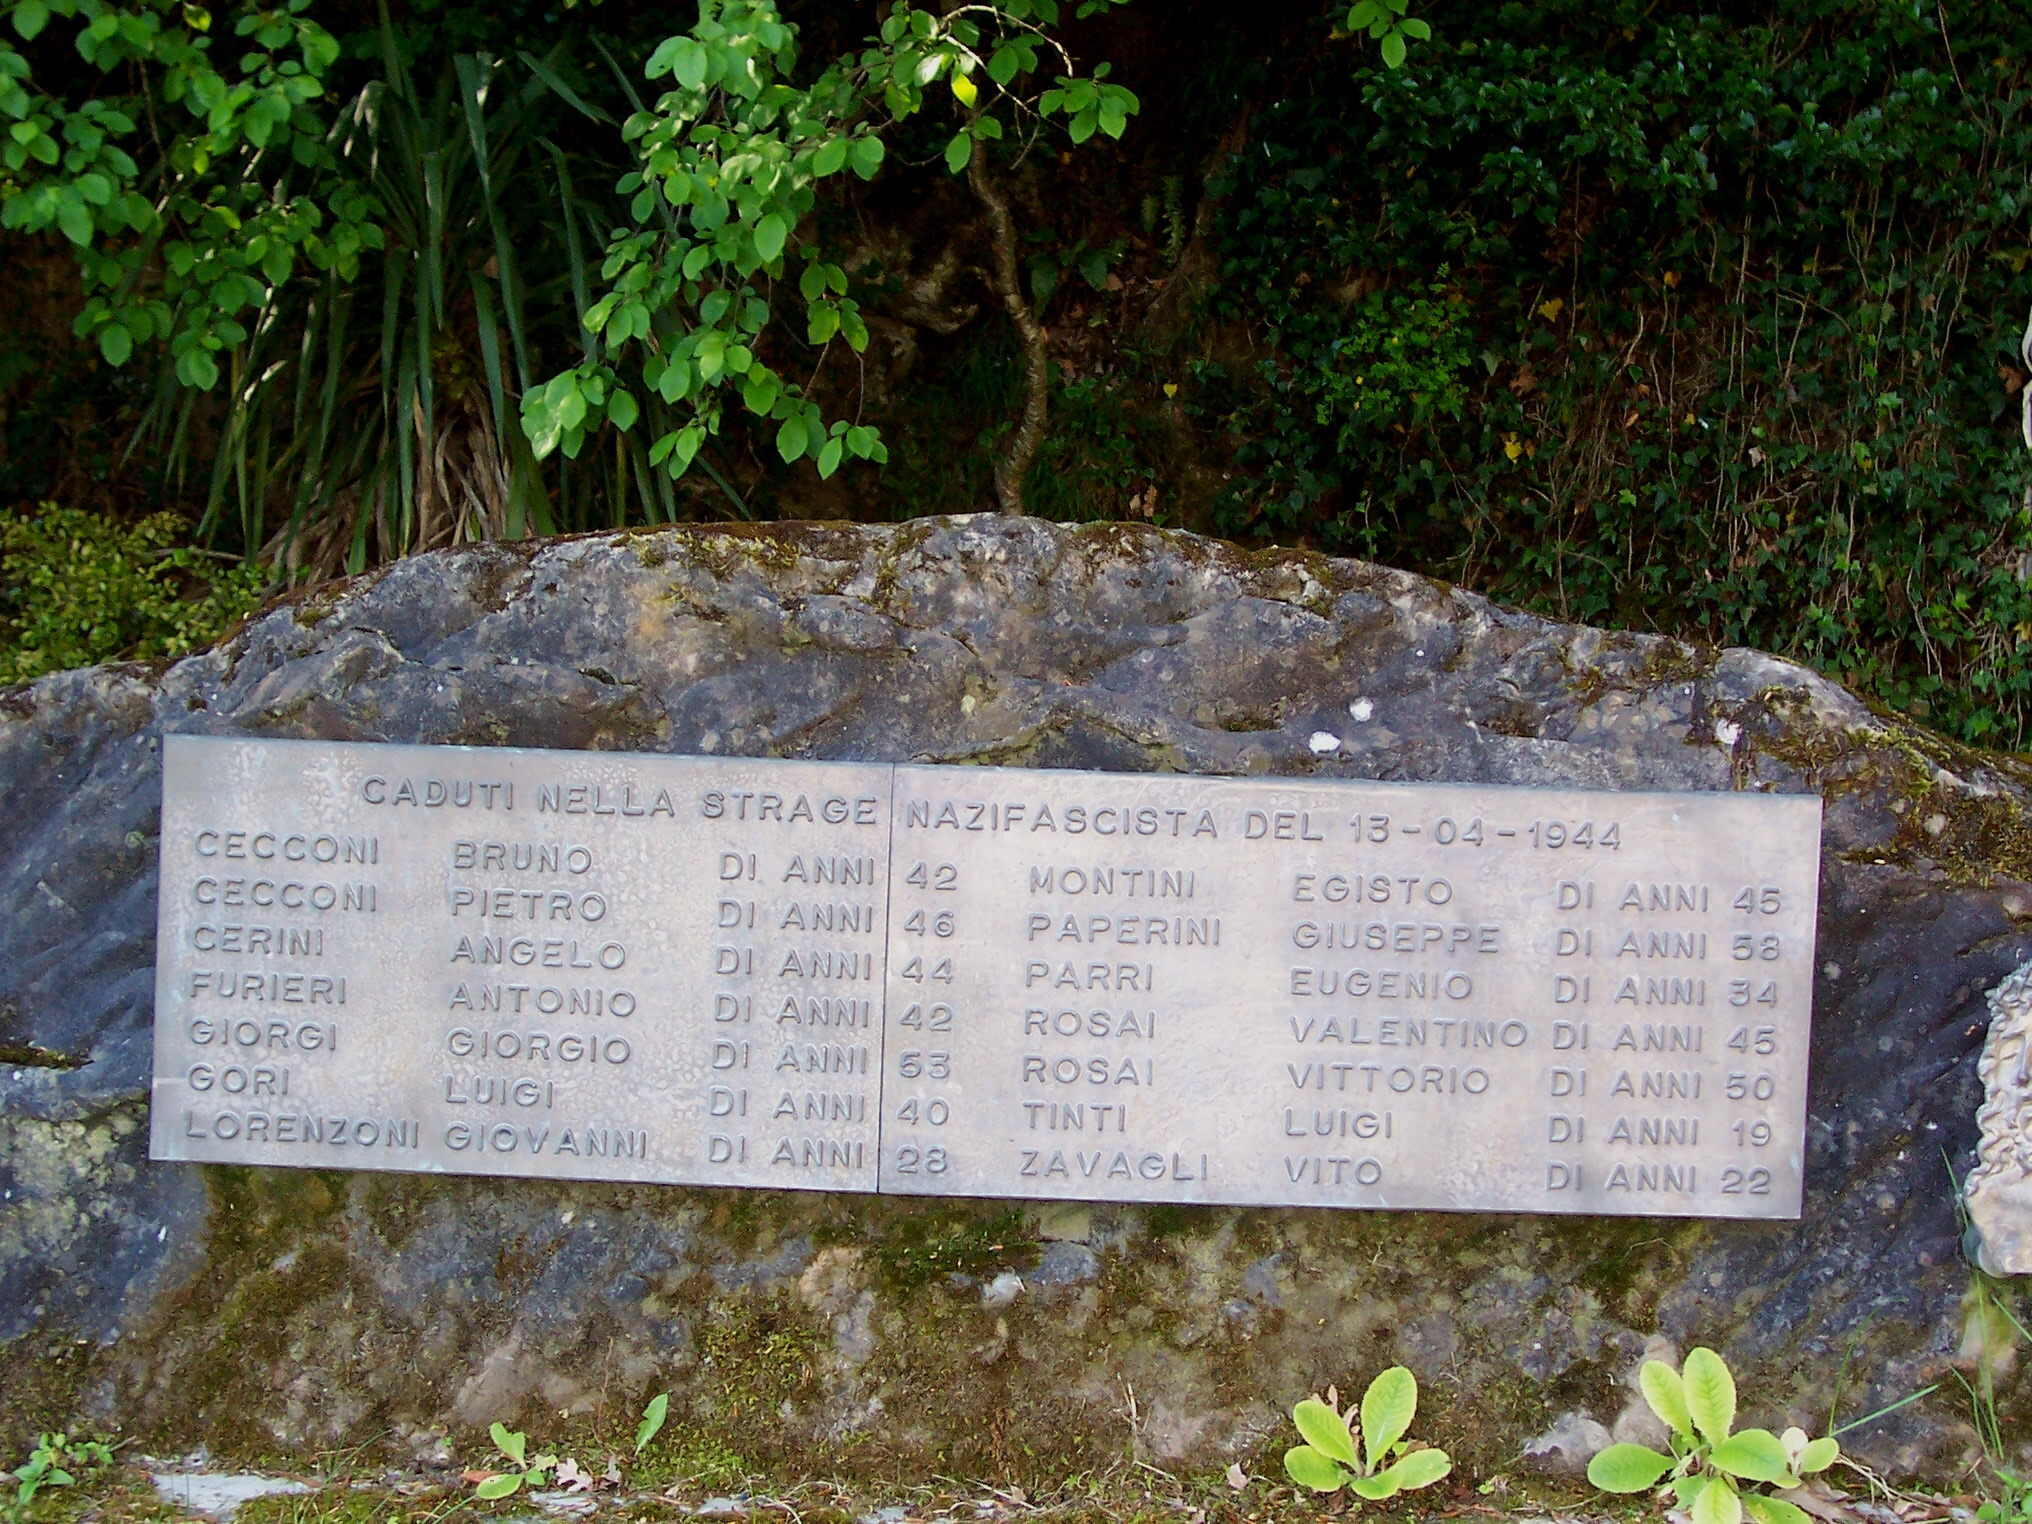 CADUTI NELLA STRAGE NAZIFASCISTA DEL 13-04-1944
CECCONI BRUNO DI ANNI 42 MONTINI EGISTO DI ANNI 45
CECCONI PIETRO DI ANNI 46 PAPERINI GIUSEPPE DI ANNI 58
CERINI ANGELO DI ANNI 44 PARRI EUGENIO DI ANNI 34
FURIERI ANTONIO DI ANNI 42 ROSAI VALENTINO DI ANNI 45
GIORGI GIORGIO DI ANNI 53 ROSAI VITTORIO DI ANNI 50
GORI LUIGI DI ANNI 40 TINTI LUIGI DI ANNI 19
LORENZONI GIOVANNI DI ANNI 28 ZAVAGLI VITO DI ANNI 22